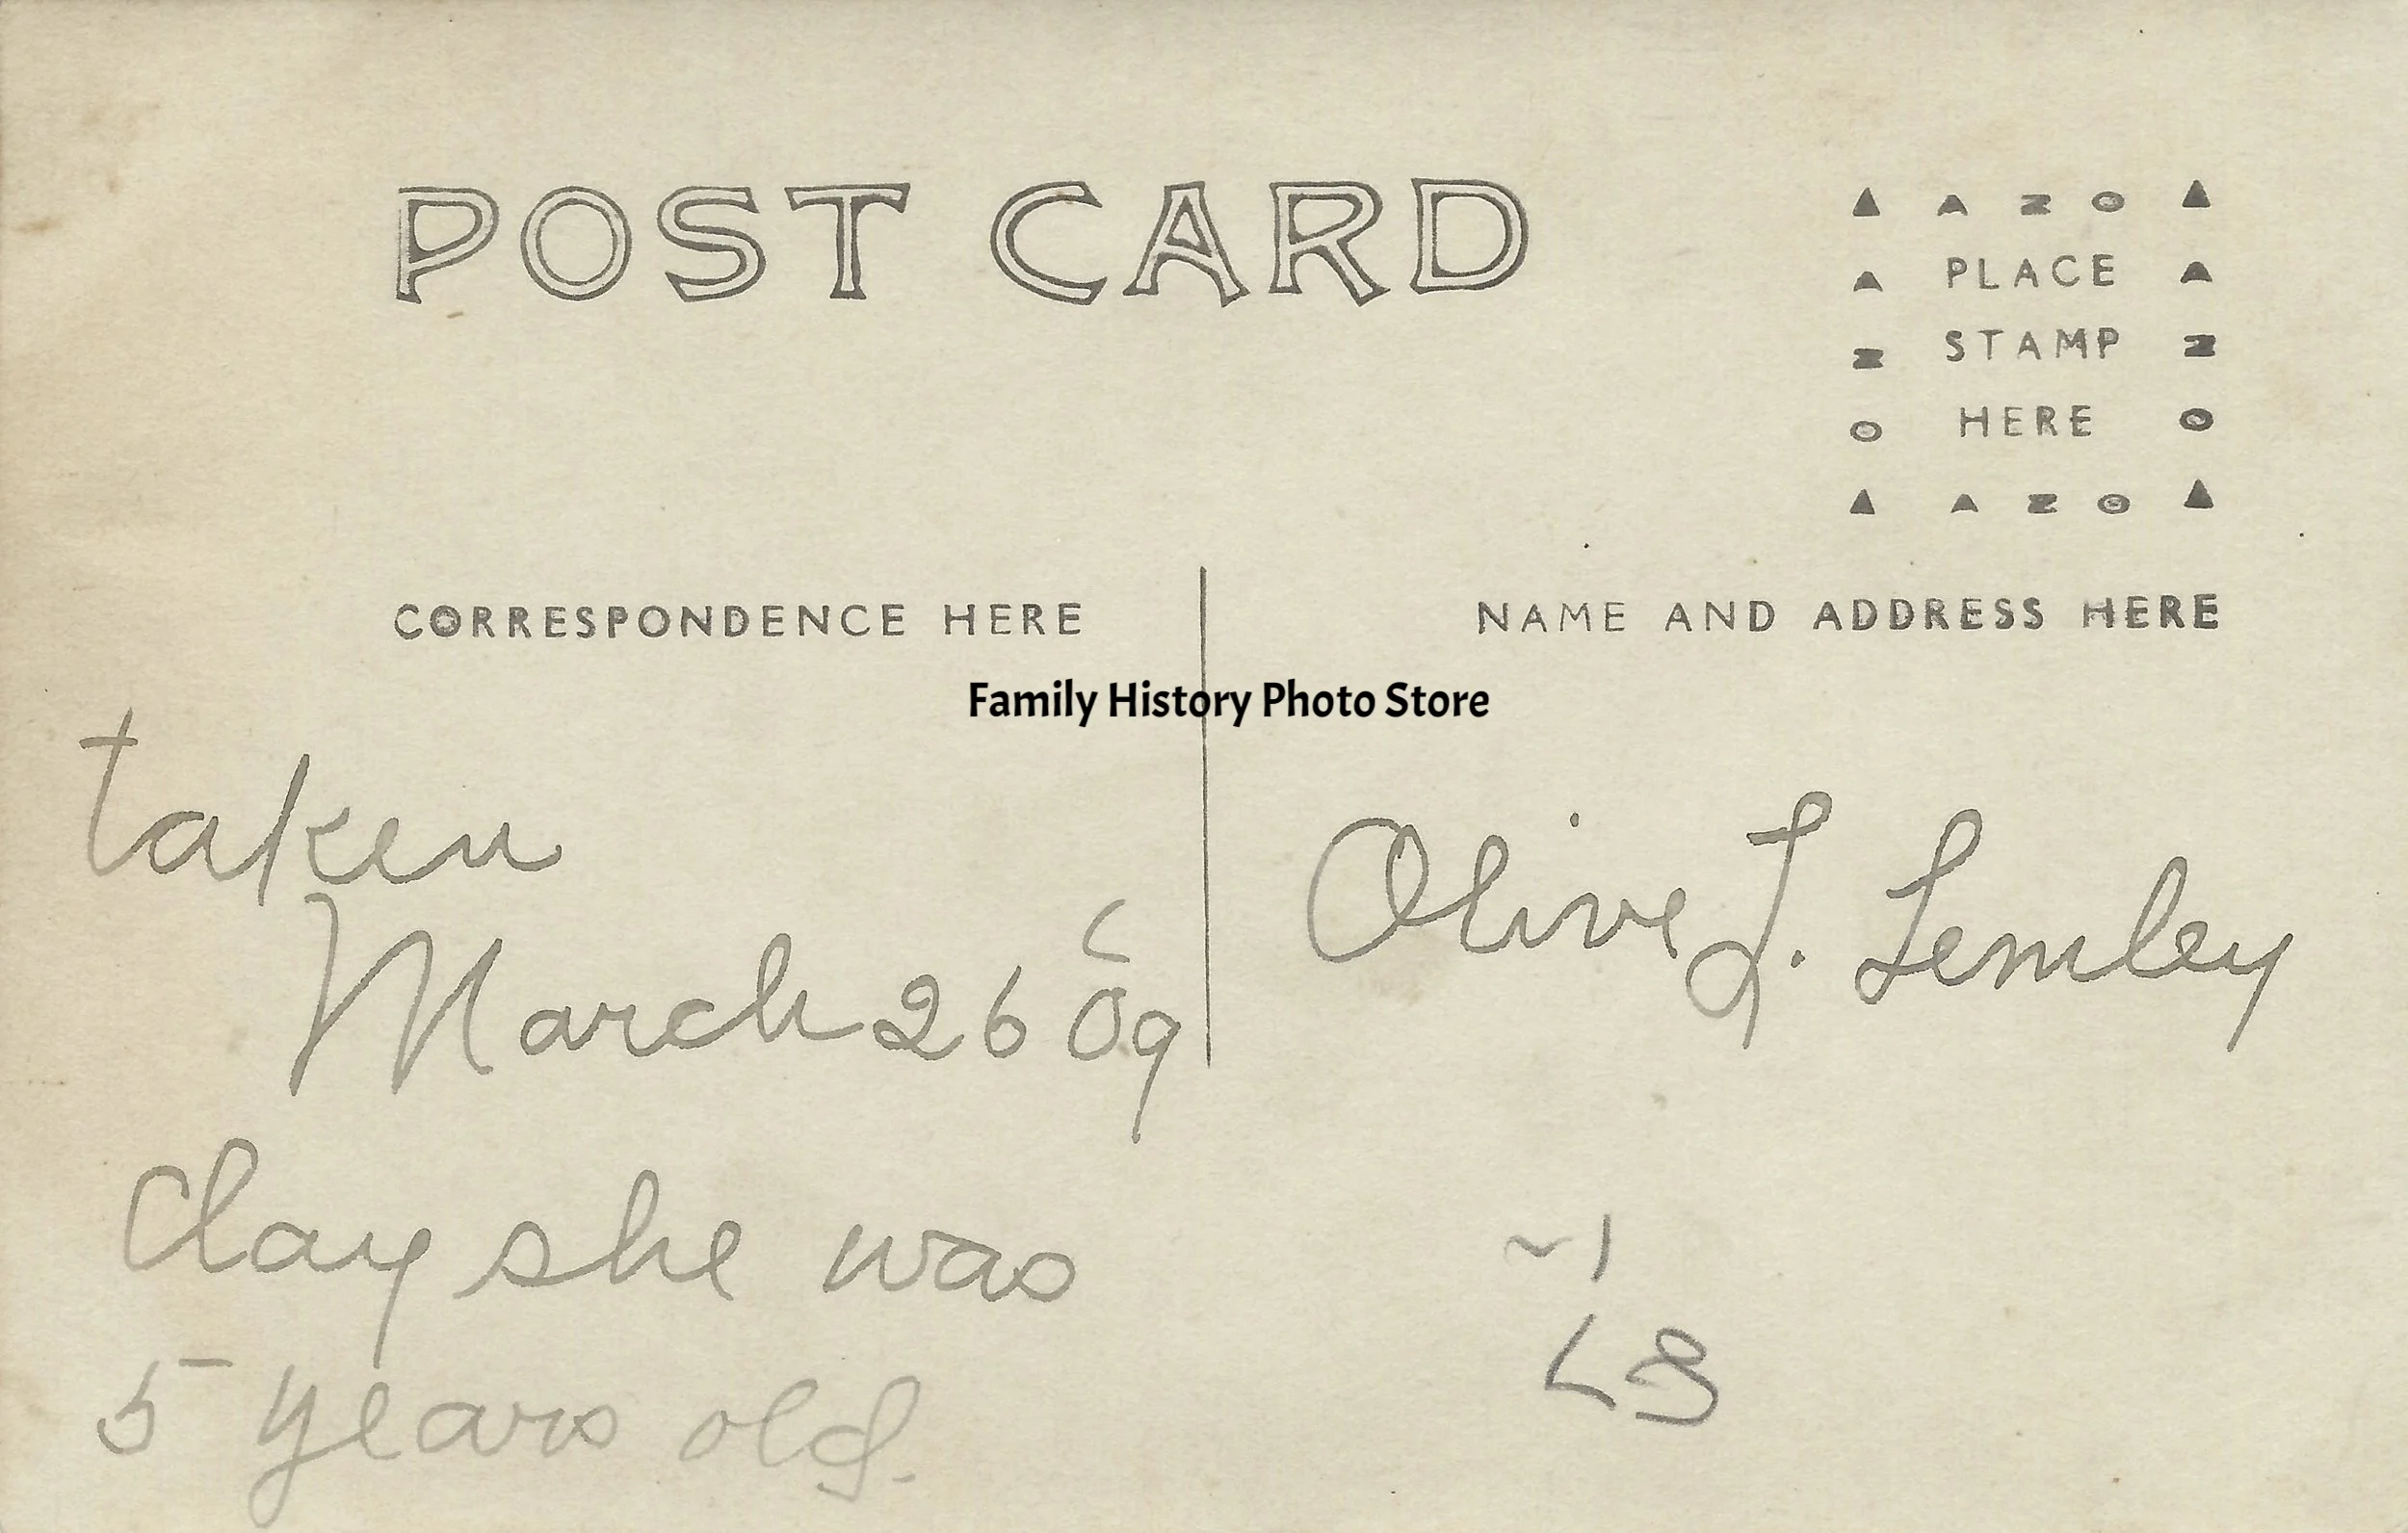 POST CARD
▲ A Z O ▲
A PLACE A
Z STAMP Z
O HERE O
▲ A Z O ▲
CORRESPONDENCE HERE
NAME AND ADDRESS HERE
Family History Photo Store
taken
March 26 09
Olive L. Lemley
day she was
5 years old.
L3